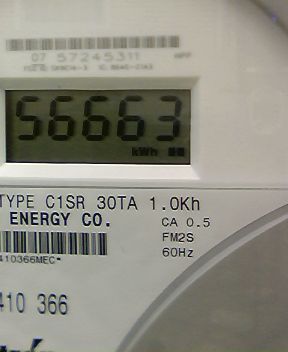 07 57245311
56663
kWh
TYPE C1SR 30TA 1.0Kh
ENERGY CO.
CA 0.5
FM2S
60Hz
410366MEC*
410 366